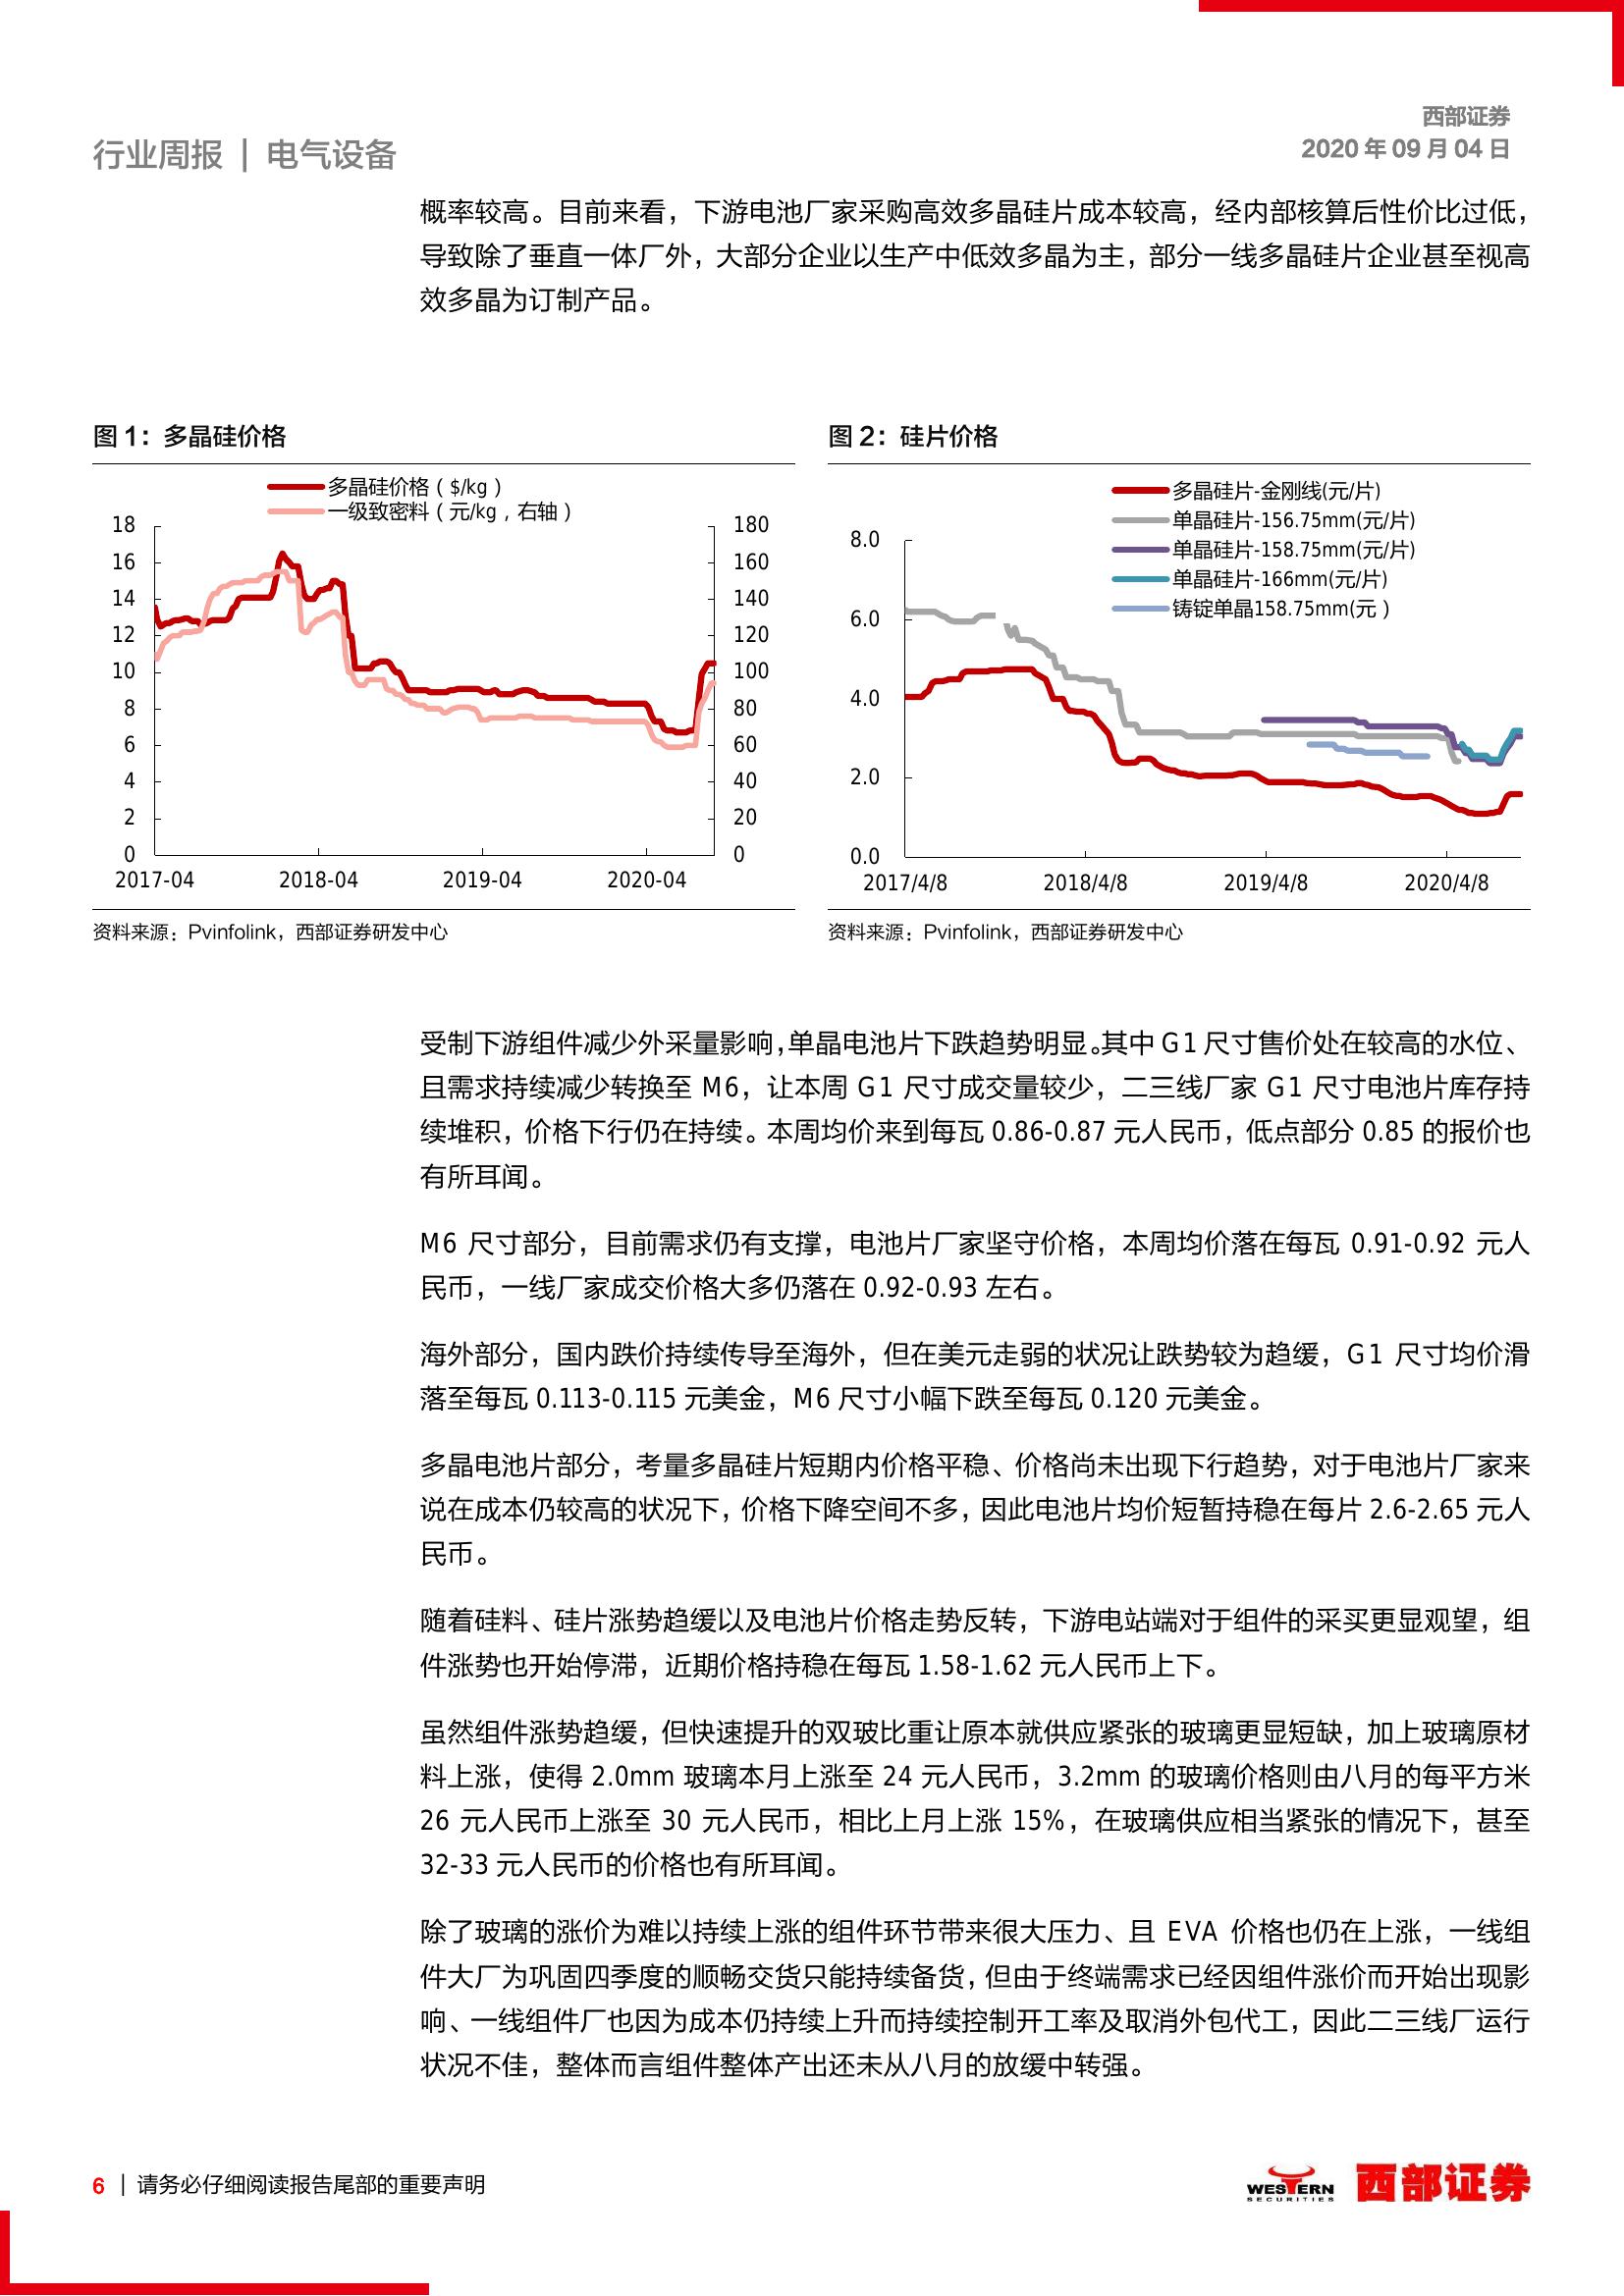 西部证券
行业周报 | 电气设备
2020 年 09 月 04 日
概率较高。目前来看，下游电池厂家采购高效多晶硅片成本较高，经内部核算后性价比过低，
导致除了垂直一体厂外，大部分企业以生产中低效多晶为主，部分一线多晶硅片企业甚至视高
效多晶为订制产品。
图 1：多晶硅价格
多晶硅价格（$/kg）
一级致密料（元/kg，右轴）
18
16
14
12
10
8
6
4
2
0
180
160
140
120
100
80
60
40
20
0
2017-04
2018-04
2019-04
2020-04
资料来源：Pvinfolink，西部证券研发中心
图 2：硅片价格
多晶硅片-金刚线(元/片)
单晶硅片-156.75mm(元/片)
单晶硅片-158.75mm(元/片)
单晶硅片-166mm(元/片)
铸锭单晶158.75mm(元 )
8.0
6.0
4.0
2.0
0.0
2017/4/8
2018/4/8
2019/4/8
2020/4/8
资料来源：Pvinfolink，西部证券研发中心
受制下游组件减少外采量影响，单晶电池片下跌趋势明显。其中 G1 尺寸售价处在较高的水位、
且需求持续减少转换至 M6，让本周 G1 尺寸成交量较少，二三线厂家 G1 尺寸电池片库存持
续堆积，价格下行仍在持续。本周均价来到每瓦 0.86-0.87 元人民币，低点部分 0.85 的报价也
有所耳闻。
M6 尺寸部分，目前需求仍有支撑，电池片厂家坚守价格，本周均价落在每瓦 0.91-0.92 元人
民币，一线厂家成交价格大多仍落在 0.92-0.93 左右。
海外部分，国内跌价持续传导至海外，但在美元走弱的状况让跌势较为趋缓，G1 尺寸均价滑
落至每瓦 0.113-0.115 元美金，M6 尺寸小幅下跌至每瓦 0.120 元美金。
多晶电池片部分，考量多晶硅片短期内价格平稳、价格尚未出现下行趋势，对于电池片厂家来
说在成本仍较高的状况下，价格下降空间不多，因此电池片均价短暂持稳在每片 2.6-2.65 元人
民币。
随着硅料、硅片涨势趋缓以及电池片价格走势反转，下游电站端对于组件的采买更显观望，组
件涨势也开始停滞，近期价格持稳在每瓦 1.58-1.62 元人民币上下。
虽然组件涨势趋缓，但快速提升的双玻比重让原本就供应紧张的玻璃更显短缺，加上玻璃原材
料上涨，使得 2.0mm 玻璃本月上涨至 24 元人民币，3.2mm 的玻璃价格则由八月的每平方米
26 元人民币上涨至 30 元人民币，相比上月上涨 15%，在玻璃供应相当紧张的情况下，甚至
32-33 元人民币的价格也有所耳闻。
除了玻璃的涨价为难以持续上涨的组件环节带来很大压力、且 EVA 价格也仍在上涨，一线组
件大厂为巩固四季度的顺畅交货只能持续备货，但由于终端需求已经因组件涨价而开始出现影
响、一线组件厂也因为成本仍持续上升而持续控制开工率及取消外包代工，因此二三线厂运行
状况不佳，整体而言组件整体产出还未从八月的放缓中转强。
6 | 请务必仔细阅读报告尾部的重要声明
WESTERN
SECURITIES
西部证券